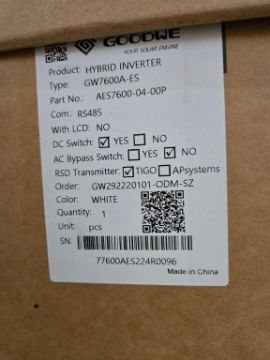 GOODWE
YOUR SOLAR ENGINE
Product: HYBRID INVERTER
Type: GW7600A-ES
Part No.: AES7600-04-00P
Com.: RS485
With LCD: NO
DC Switch: ☑ YES ☐ NO
AC Bypass Switch: ☐ YES ☑ NO
RSD Transmitter: ☑ TIGO ☐ APsystems
Order: GW292220101-ODM-SZ
Color: WHITE
Quantity: 1
Unit: pcs
SN:
77600AES224R0096
Made in China